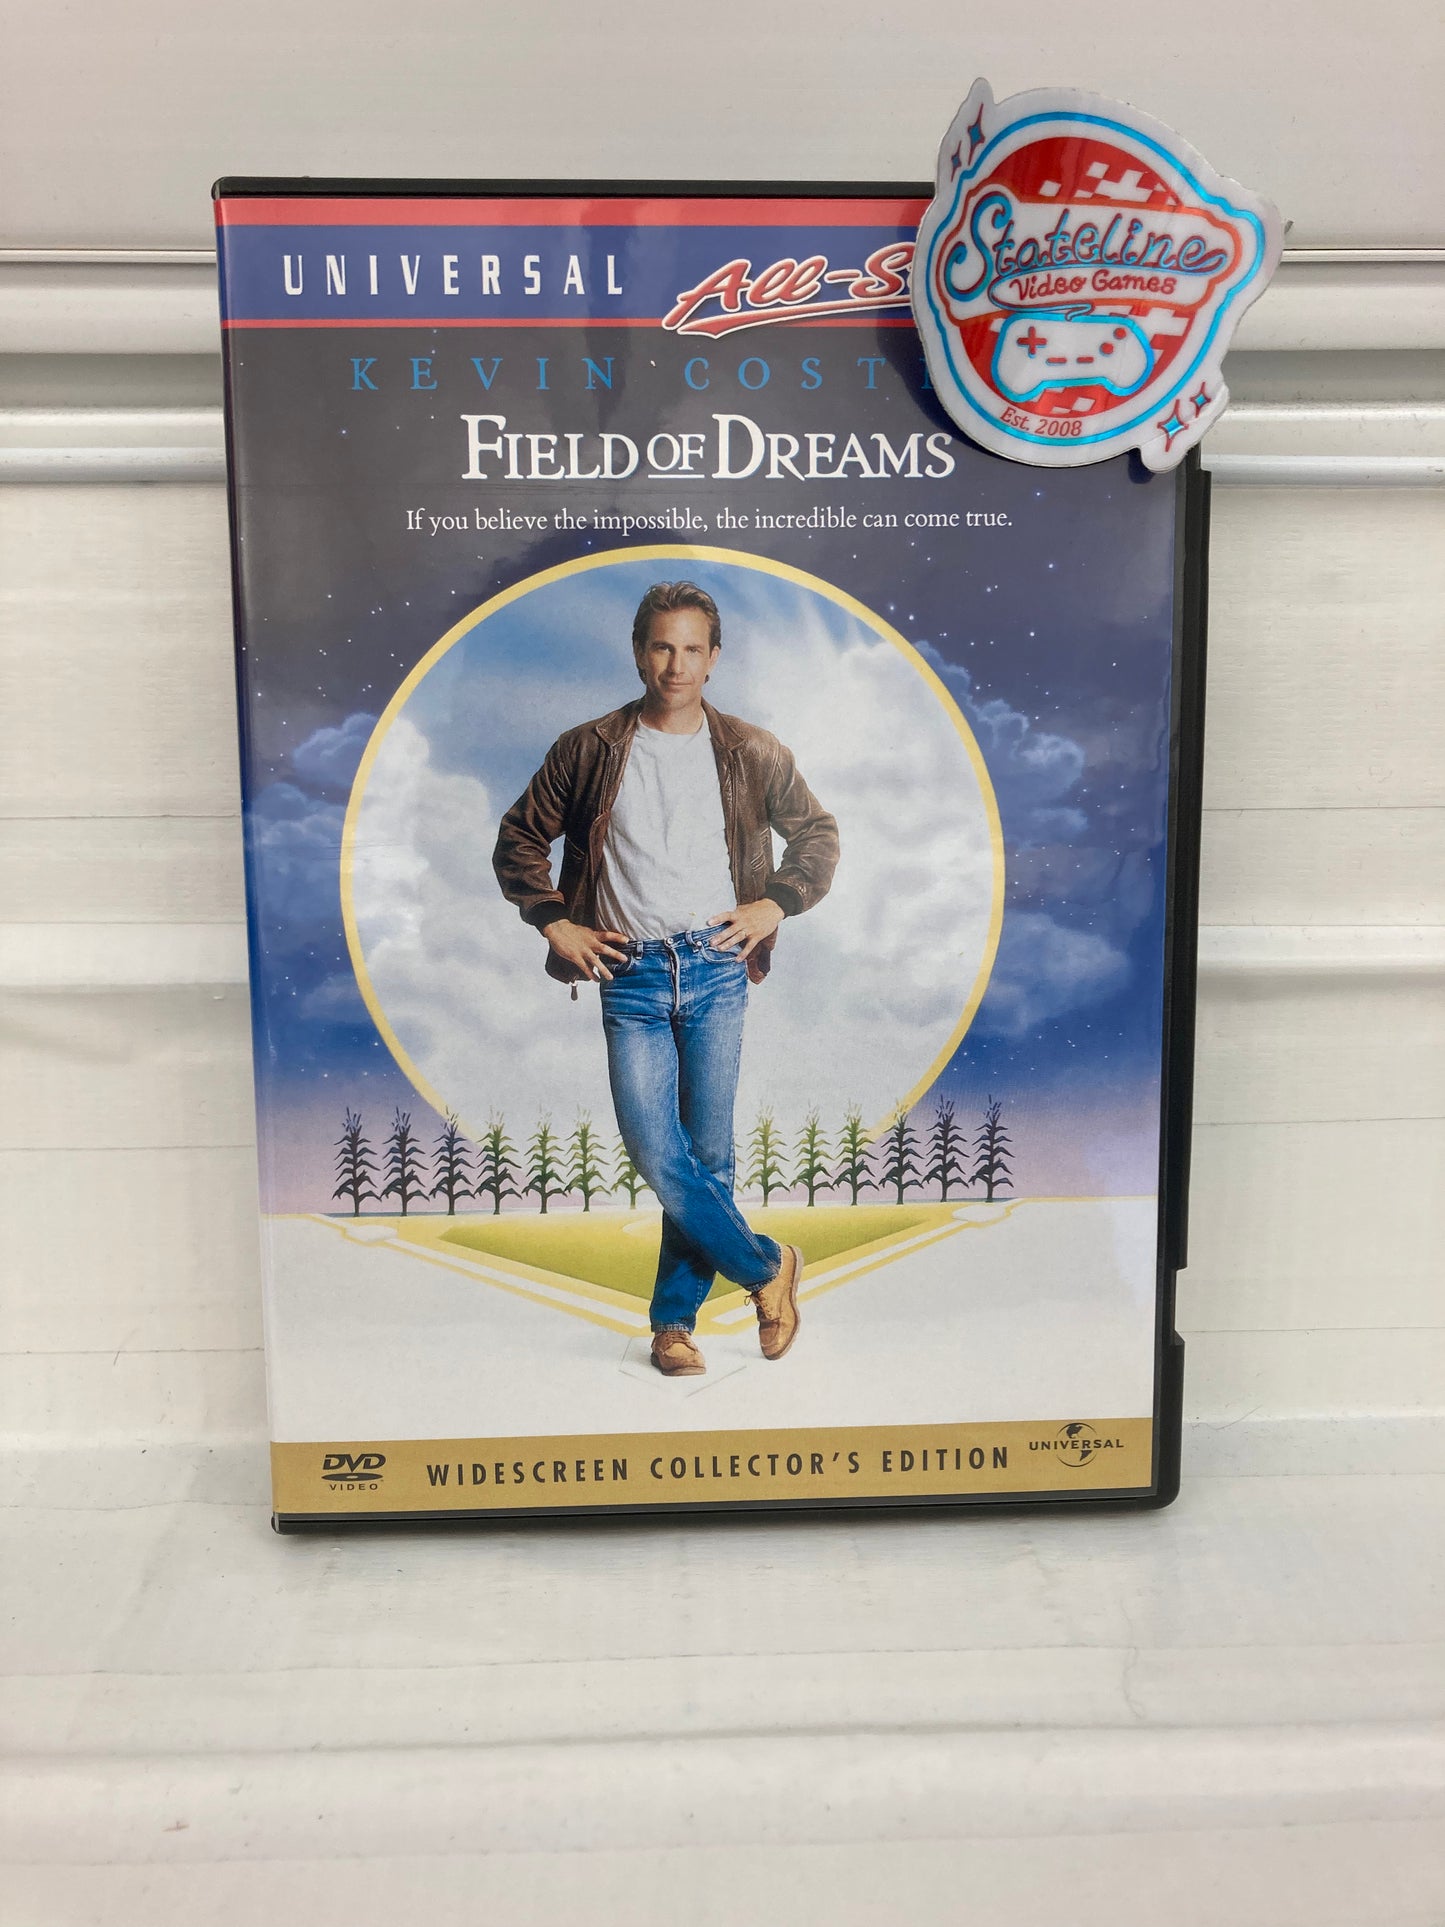 UNIVERSAL All-S
KEVIN COST
FIELD OF DREAMS
If you believe the impossible, the incredible can come true.
DVD
VIDEO
WIDESCREEN COLLECTOR'S EDITION
UNIVERSAL
Stateline
Video Games
Est. 2008